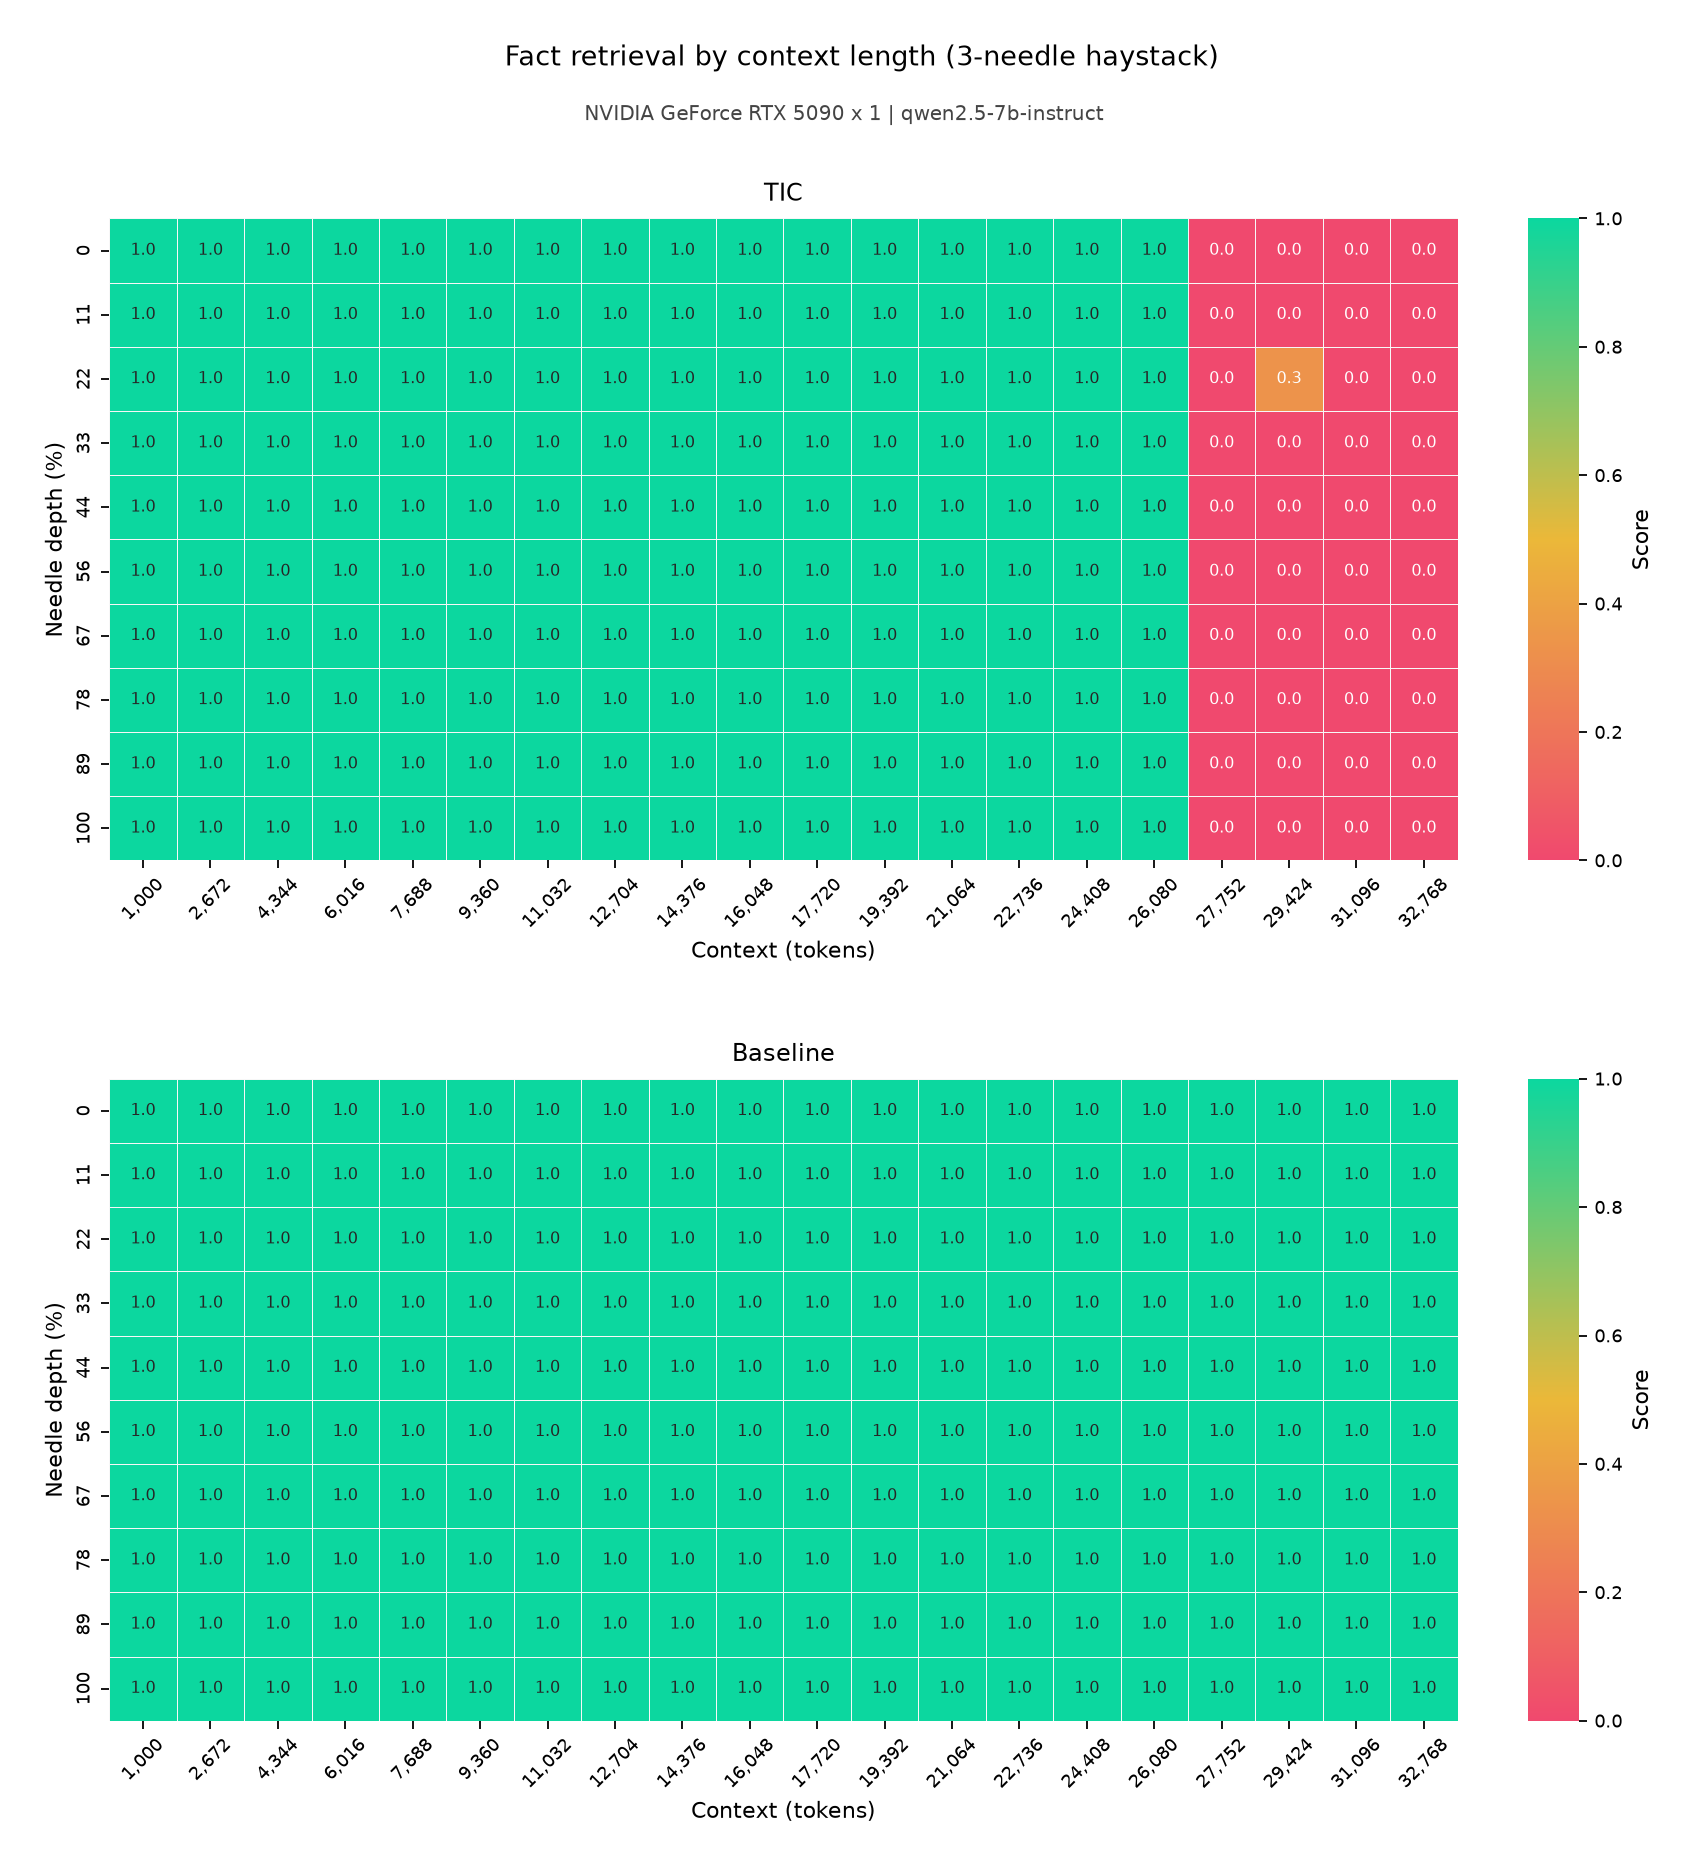 Fact retrieval by context length (3-needle haystack)
NVIDIA GeForce RTX 5090 x 1 | qwen2.5-7b-instruct
TIC
Needle depth (%)
0 1.0 1.0 1.0 1.0 1.0 1.0 1.0 1.0 1.0 1.0 1.0 1.0 1.0 1.0 1.0 1.0 0.0 0.0 0.0 0.0
11 1.0 1.0 1.0 1.0 1.0 1.0 1.0 1.0 1.0 1.0 1.0 1.0 1.0 1.0 1.0 1.0 0.0 0.0 0.0 0.0
22 1.0 1.0 1.0 1.0 1.0 1.0 1.0 1.0 1.0 1.0 1.0 1.0 1.0 1.0 1.0 1.0 0.0 0.3 0.0 0.0
33 1.0 1.0 1.0 1.0 1.0 1.0 1.0 1.0 1.0 1.0 1.0 1.0 1.0 1.0 1.0 1.0 0.0 0.0 0.0 0.0
44 1.0 1.0 1.0 1.0 1.0 1.0 1.0 1.0 1.0 1.0 1.0 1.0 1.0 1.0 1.0 1.0 0.0 0.0 0.0 0.0
56 1.0 1.0 1.0 1.0 1.0 1.0 1.0 1.0 1.0 1.0 1.0 1.0 1.0 1.0 1.0 1.0 0.0 0.0 0.0 0.0
67 1.0 1.0 1.0 1.0 1.0 1.0 1.0 1.0 1.0 1.0 1.0 1.0 1.0 1.0 1.0 1.0 0.0 0.0 0.0 0.0
78 1.0 1.0 1.0 1.0 1.0 1.0 1.0 1.0 1.0 1.0 1.0 1.0 1.0 1.0 1.0 1.0 0.0 0.0 0.0 0.0
89 1.0 1.0 1.0 1.0 1.0 1.0 1.0 1.0 1.0 1.0 1.0 1.0 1.0 1.0 1.0 1.0 0.0 0.0 0.0 0.0
100 1.0 1.0 1.0 1.0 1.0 1.0 1.0 1.0 1.0 1.0 1.0 1.0 1.0 1.0 1.0 1.0 0.0 0.0 0.0 0.0
1,000 2,672 4,344 6,016 7,688 9,360 11,032 12,704 14,376 16,048 17,720 19,392 21,064 22,736 24,408 26,080 27,752 29,424 31,096 32,768
Context (tokens)
1.0
0.8
0.6
0.4
0.2
0.0
Score
Baseline
Needle depth (%)
0 1.0 1.0 1.0 1.0 1.0 1.0 1.0 1.0 1.0 1.0 1.0 1.0 1.0 1.0 1.0 1.0 1.0 1.0 1.0 1.0
11 1.0 1.0 1.0 1.0 1.0 1.0 1.0 1.0 1.0 1.0 1.0 1.0 1.0 1.0 1.0 1.0 1.0 1.0 1.0 1.0
22 1.0 1.0 1.0 1.0 1.0 1.0 1.0 1.0 1.0 1.0 1.0 1.0 1.0 1.0 1.0 1.0 1.0 1.0 1.0 1.0
33 1.0 1.0 1.0 1.0 1.0 1.0 1.0 1.0 1.0 1.0 1.0 1.0 1.0 1.0 1.0 1.0 1.0 1.0 1.0 1.0
44 1.0 1.0 1.0 1.0 1.0 1.0 1.0 1.0 1.0 1.0 1.0 1.0 1.0 1.0 1.0 1.0 1.0 1.0 1.0 1.0
56 1.0 1.0 1.0 1.0 1.0 1.0 1.0 1.0 1.0 1.0 1.0 1.0 1.0 1.0 1.0 1.0 1.0 1.0 1.0 1.0
67 1.0 1.0 1.0 1.0 1.0 1.0 1.0 1.0 1.0 1.0 1.0 1.0 1.0 1.0 1.0 1.0 1.0 1.0 1.0 1.0
78 1.0 1.0 1.0 1.0 1.0 1.0 1.0 1.0 1.0 1.0 1.0 1.0 1.0 1.0 1.0 1.0 1.0 1.0 1.0 1.0
89 1.0 1.0 1.0 1.0 1.0 1.0 1.0 1.0 1.0 1.0 1.0 1.0 1.0 1.0 1.0 1.0 1.0 1.0 1.0 1.0
100 1.0 1.0 1.0 1.0 1.0 1.0 1.0 1.0 1.0 1.0 1.0 1.0 1.0 1.0 1.0 1.0 1.0 1.0 1.0 1.0
1,000 2,672 4,344 6,016 7,688 9,360 11,032 12,704 14,376 16,048 17,720 19,392 21,064 22,736 24,408 26,080 27,752 29,424 31,096 32,768
Context (tokens)
1.0
0.8
0.6
0.4
0.2
0.0
Score